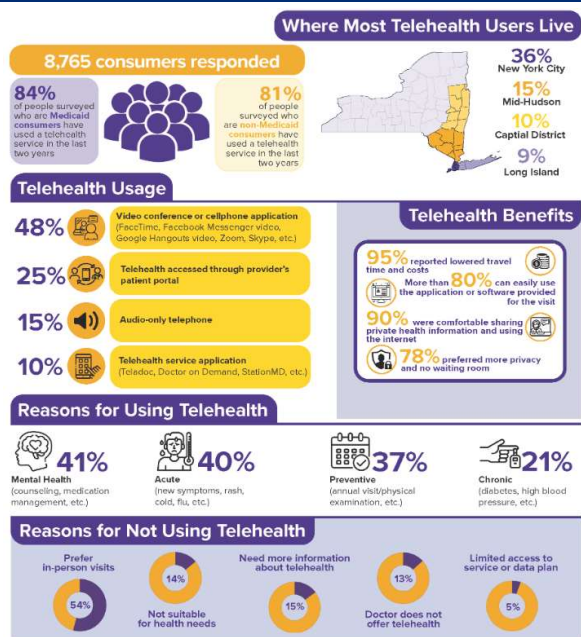 Where Most Telehealth Users Live
8,765 consumers responded
84%
of people surveyed
who are Medicaid
consumers have
used a telehealth
service in the last
two years
81%
of people
surveyed who
are non-Medicaid
consumers have
used a telehealth
service in the last
two years
36%
New York City
15%
Mid-Hudson
10%
Captial District
9%
Long Island
Telehealth Usage
48%
Video conference or cellphone application
(FaceTime, Facebook Messenger video,
Google Hangouts video, Zoom, Skype, etc.)
25%
Telehealth accessed through provider's
patient portal
15%
Audio-only telephone
10%
Telehealth service application
(Teladoc, Doctor on Demand, StationMD, etc.)
Telehealth Benefits
95% reported lowered travel
time and costs
More than 80% can easily use
the application or software provided
for the visit
90% were comfortable sharing
private health information and using
the internet
78% preferred more privacy
and no waiting room
Reasons for Using Telehealth
41%
Mental Health
(counseling, medication
management, etc.)
40%
Acute
(new symptoms, rash,
cold, flu, etc.)
37%
Preventive
(annual visit/physical
examination, etc.)
21%
Chronic
(diabetes, high blood
pressure, etc.)
Reasons for Not Using Telehealth
Prefer
in-person visits
54%
14%
Not suitable
for health needs
Need more information
about telehealth
15%
13%
Doctor does not
offer telehealth
Limited access to
service or data plan
5%